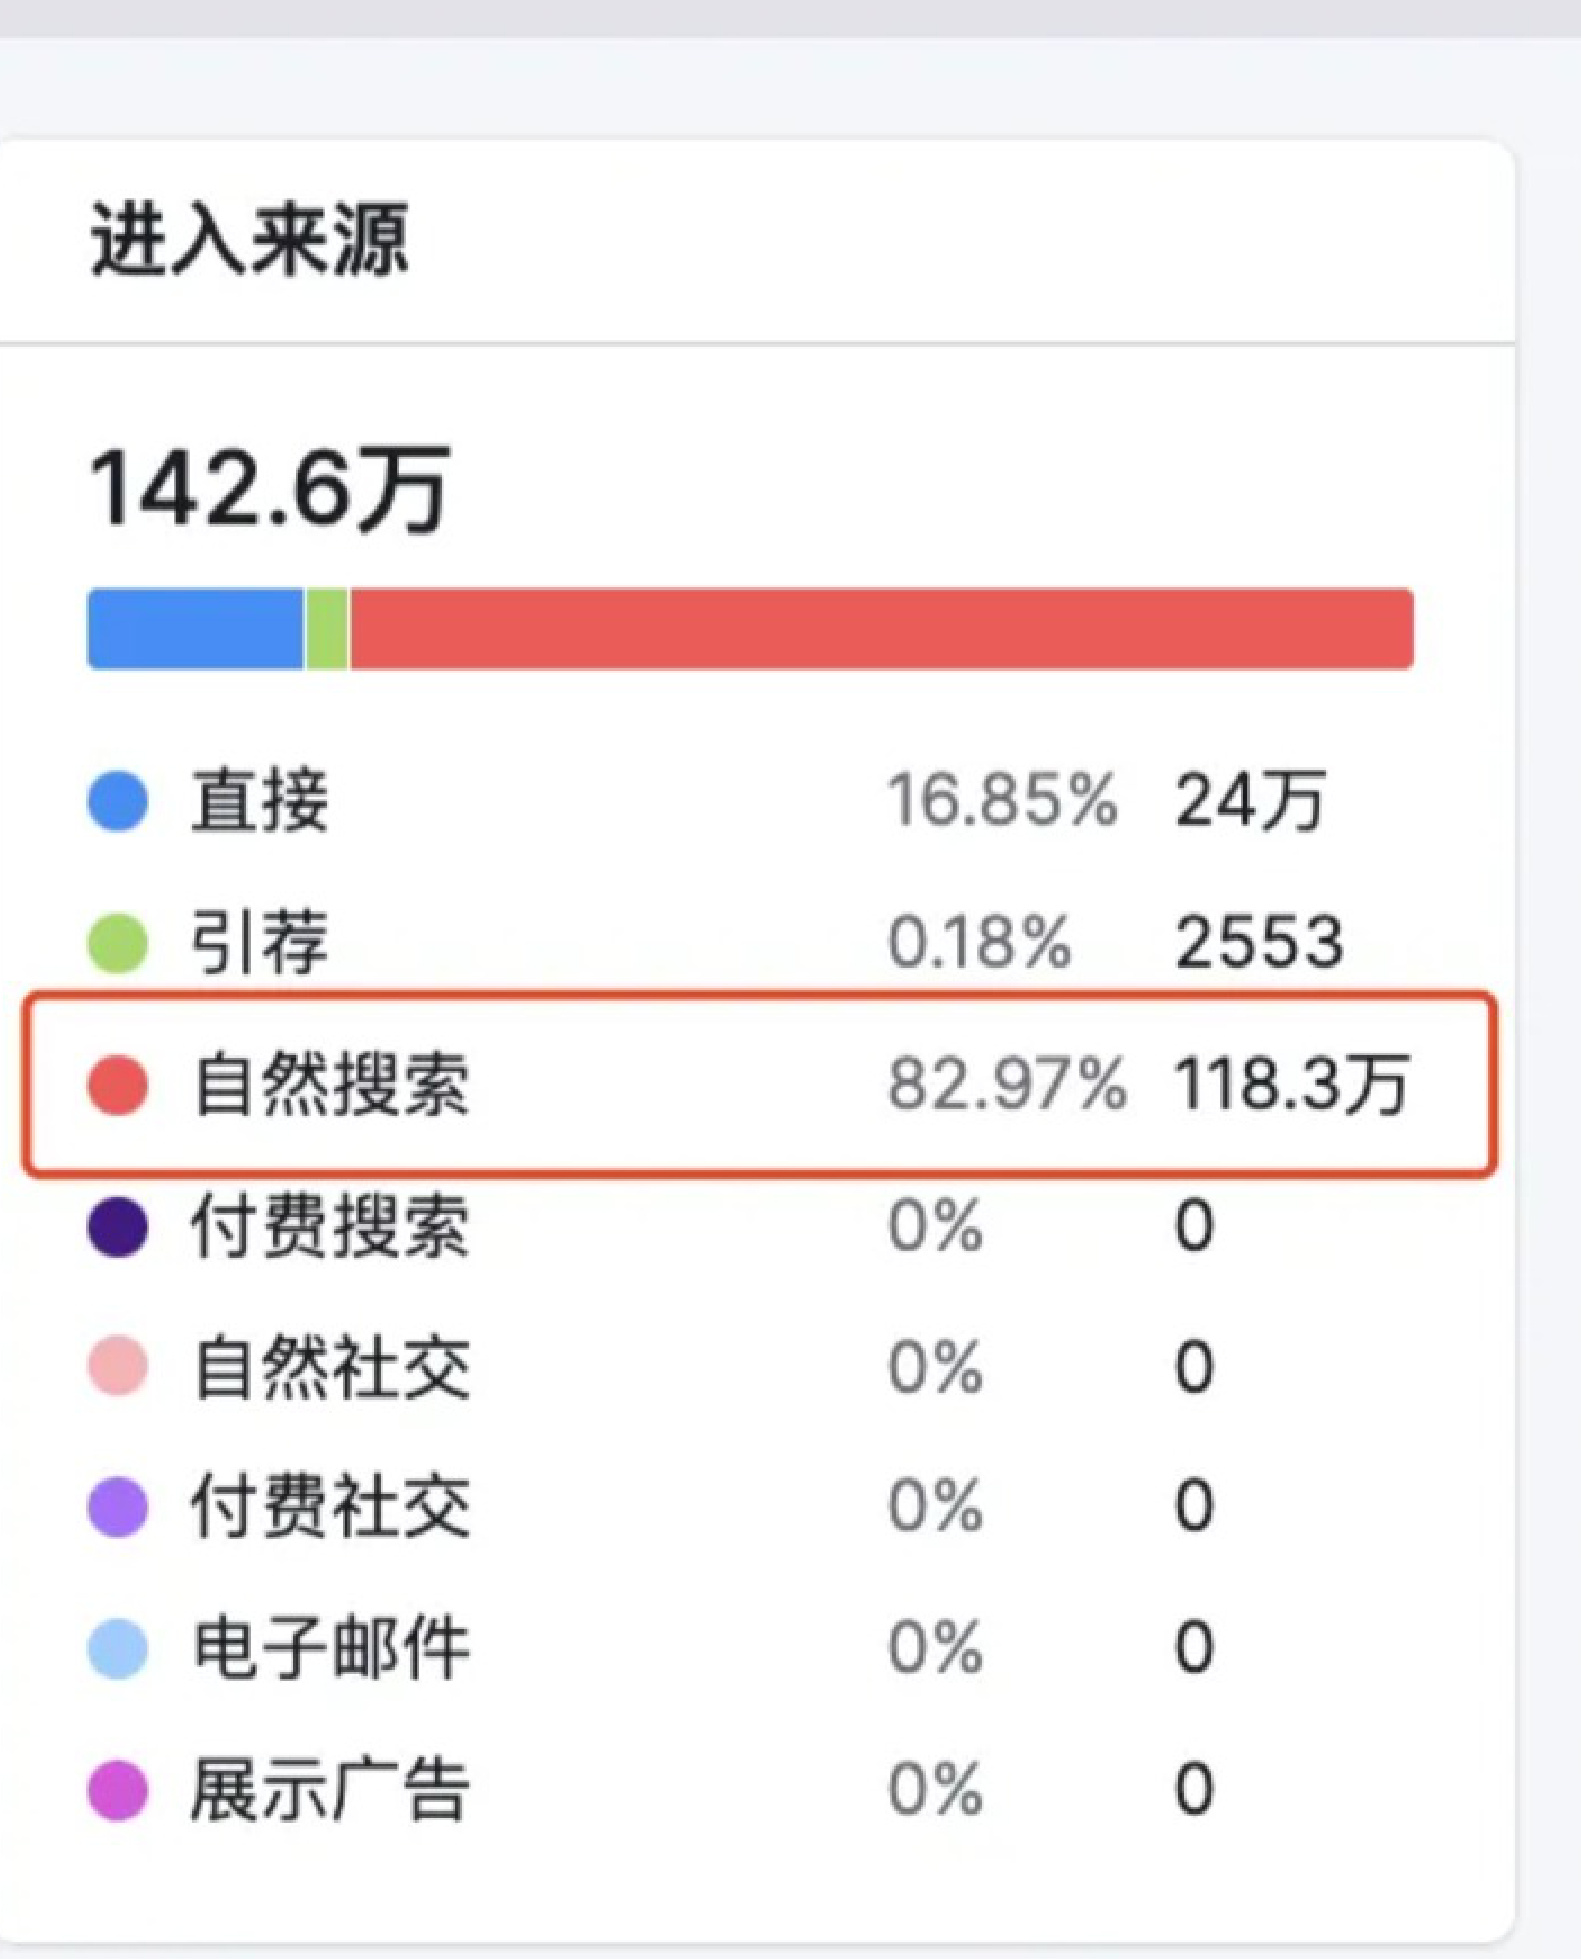 进入来源
142.6万
直接 16.85% 24万
引荐 0.18% 2553
自然搜索 82.97% 118.3万
付费搜索 0% 0
自然社交 0% 0
付费社交 0% 0
电子邮件 0% 0
展示广告 0% 0